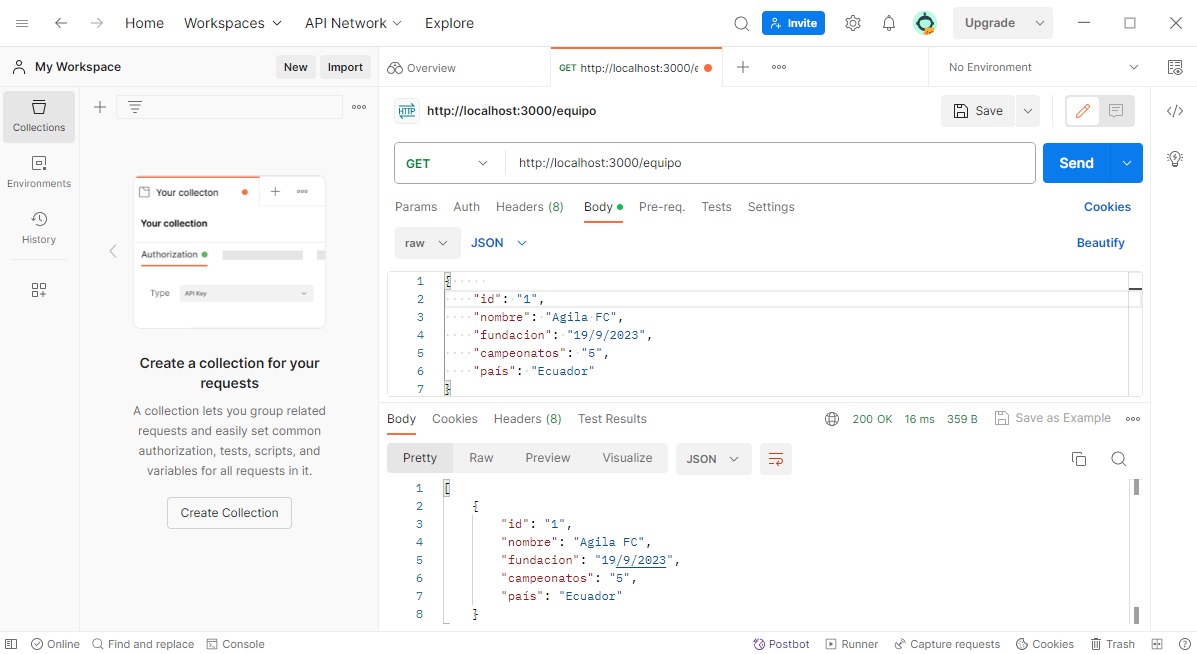 Home Workspaces API Network Explore Invite Upgrade
My Workspace New Import Overview GET http://localhost:3000/e No Environment
Collections
Environments
History
Your collecton
Your collection
Authorization
Type API Key
Create a collection for your
requests
A collection lets you group related
requests and easily set common
authorization, tests, scripts, and
variables for all requests in it.
Create Collection
HTTP http://localhost:3000/equipo Save
GET http://localhost:3000/equipo Send
Params Auth Headers (8) Body Pre-req. Tests Settings Cookies
raw JSON Beautify
1 {
2 "id": "1",
3 "nombre": "Agila FC",
4 "fundacion": "19/9/2023",
5 "campeonatos": "5",
6 "país": "Ecuador"
7 }
Body Cookies Headers (8) Test Results 200 OK 16 ms 359 B Save as Example
Pretty Raw Preview Visualize JSON
1 [
2 {
3 "id": "1",
4 "nombre": "Agila FC",
5 "fundacion": "19/9/2023",
6 "campeonatos": "5",
7 "país": "Ecuador"
8 }
Online Find and replace Console Postbot Runner Capture requests Cookies Trash